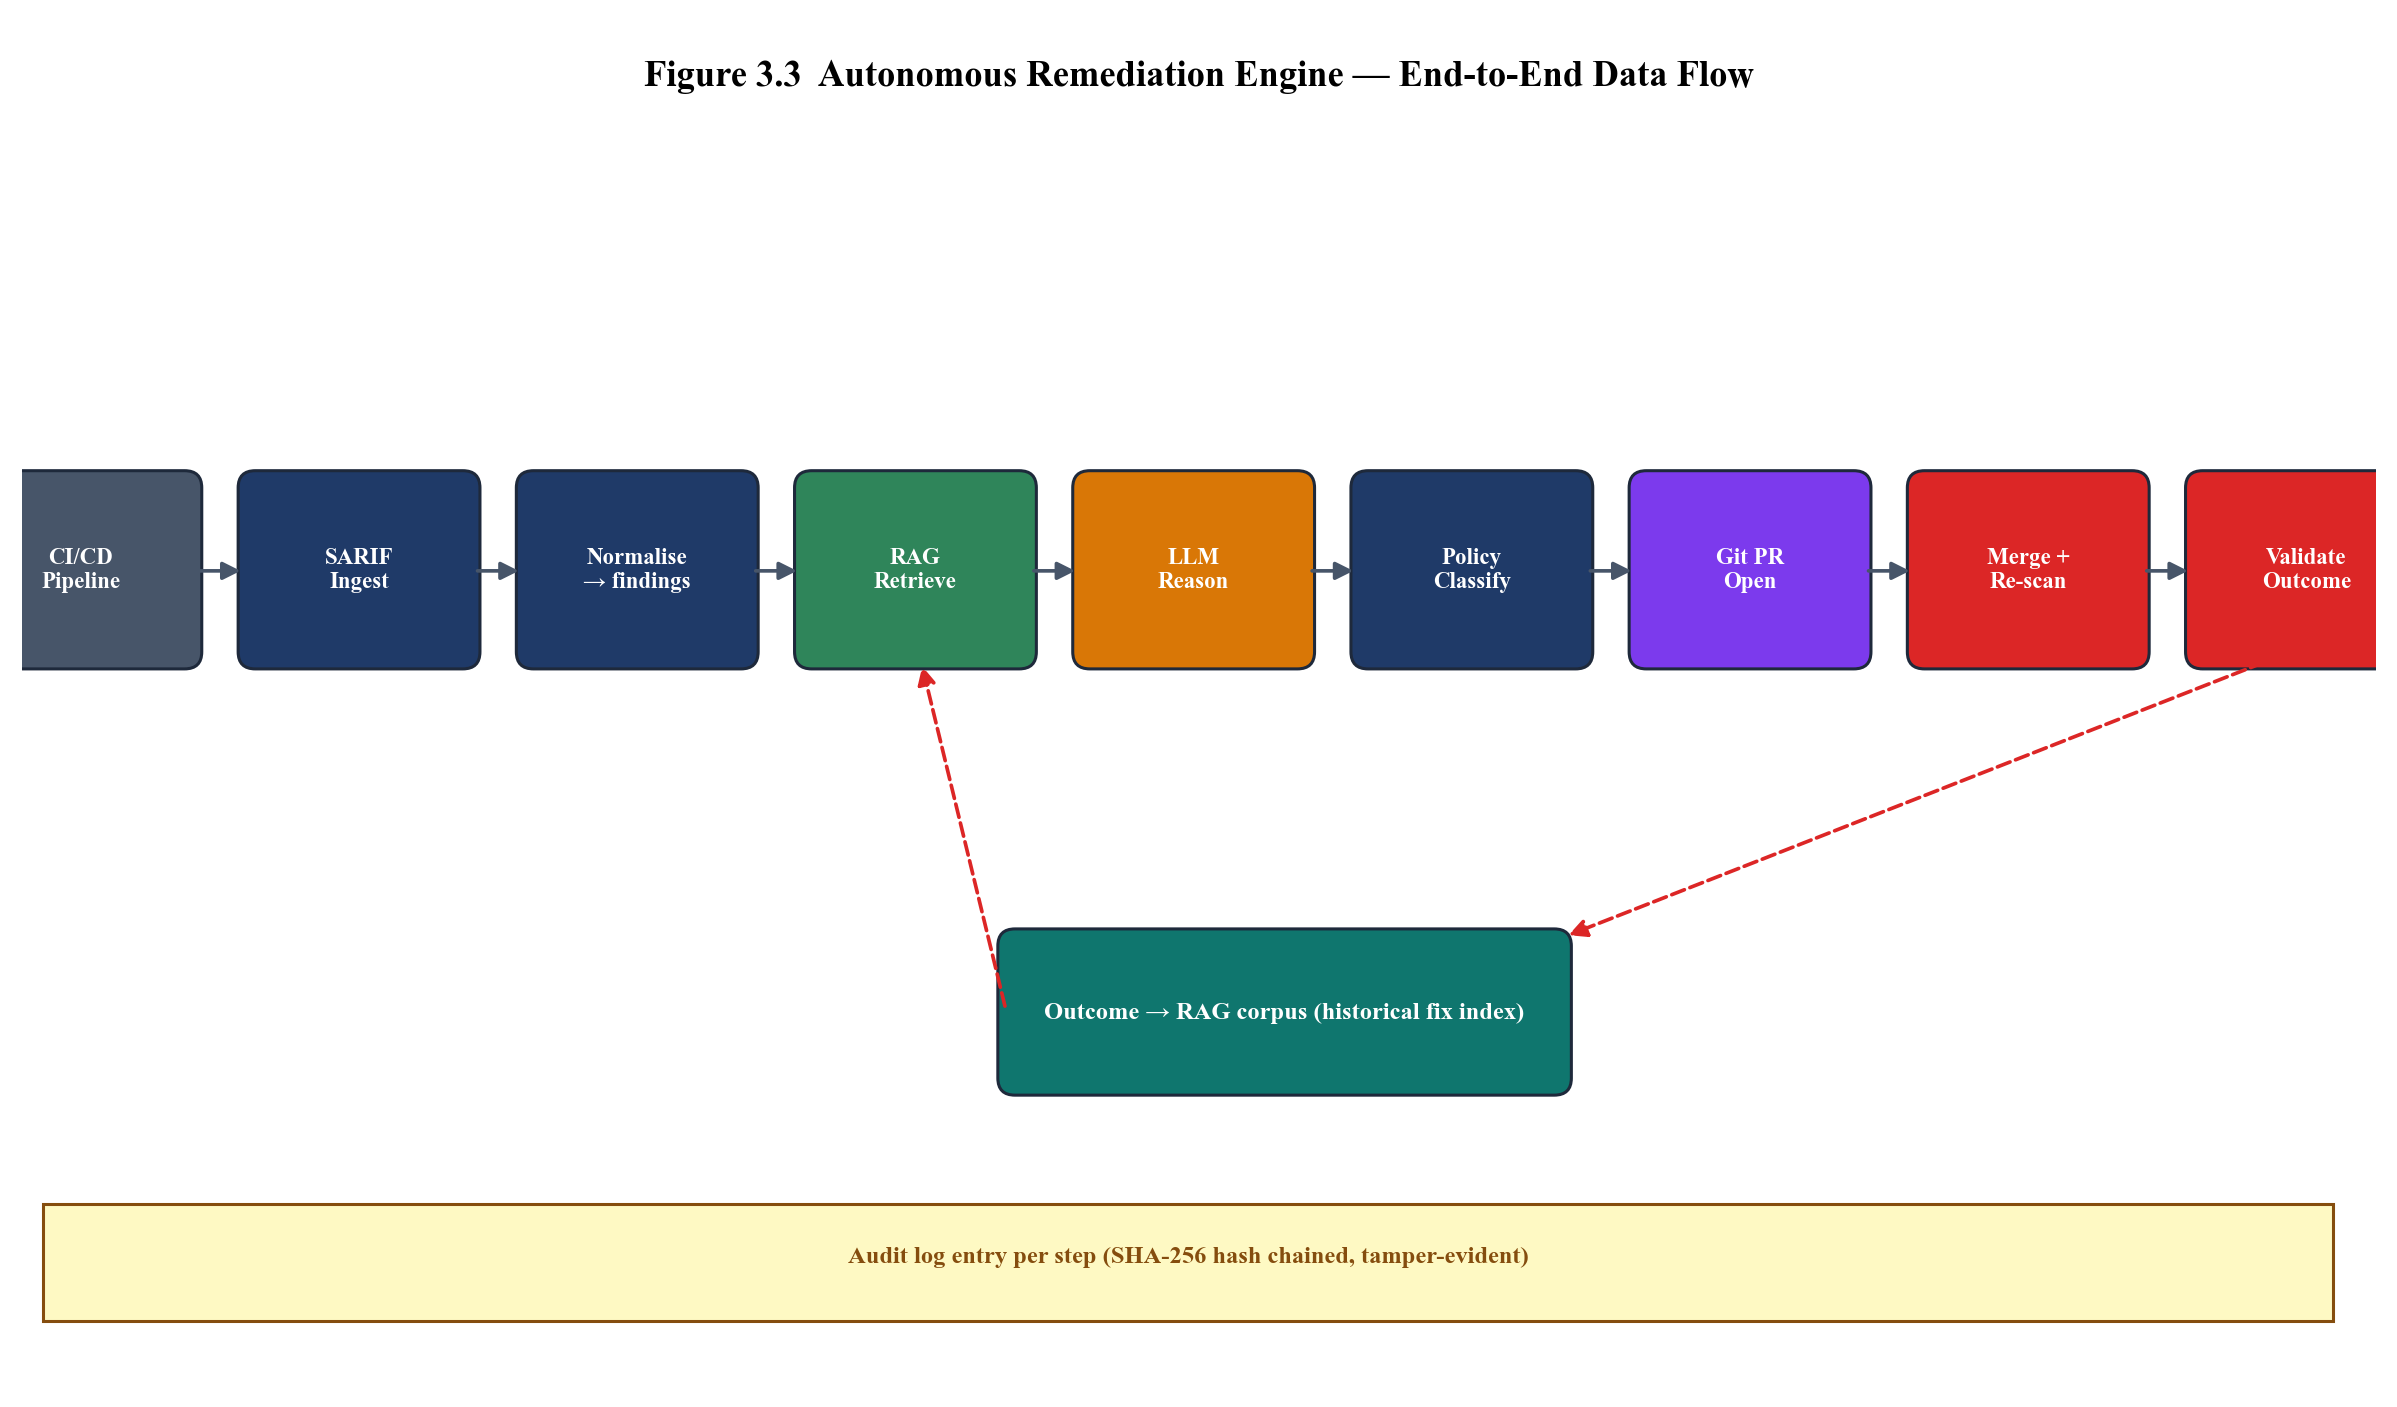 Figure 3.3  Autonomous Remediation Engine — End-to-End Data Flow
CI/CD
Pipeline
SARIF
Ingest
Normalise
→ findings
RAG
Retrieve
LLM
Reason
Policy
Classify
Git PR
Open
Merge +
Re-scan
Validate
Outcome
Outcome → RAG corpus (historical fix index)
Audit log entry per step (SHA-256 hash chained, tamper-evident)